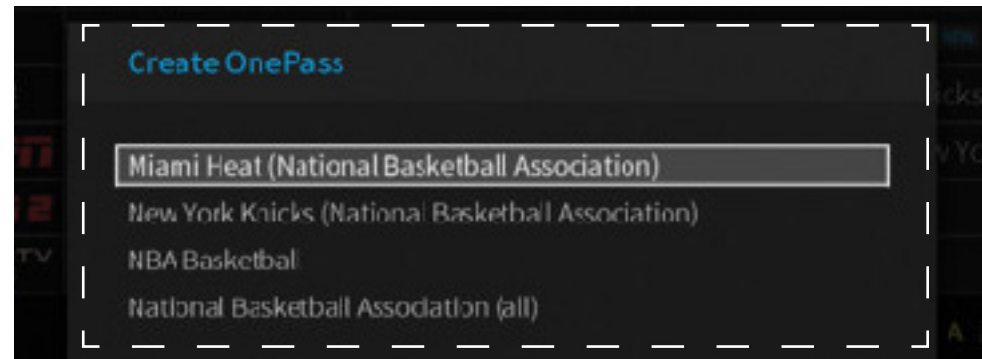 Create OnePass
NEW
Miami Heat (National Basketball Association)
New York Knicks (National Basketball Association)
NBA Basketball
National Basketball Association (all)